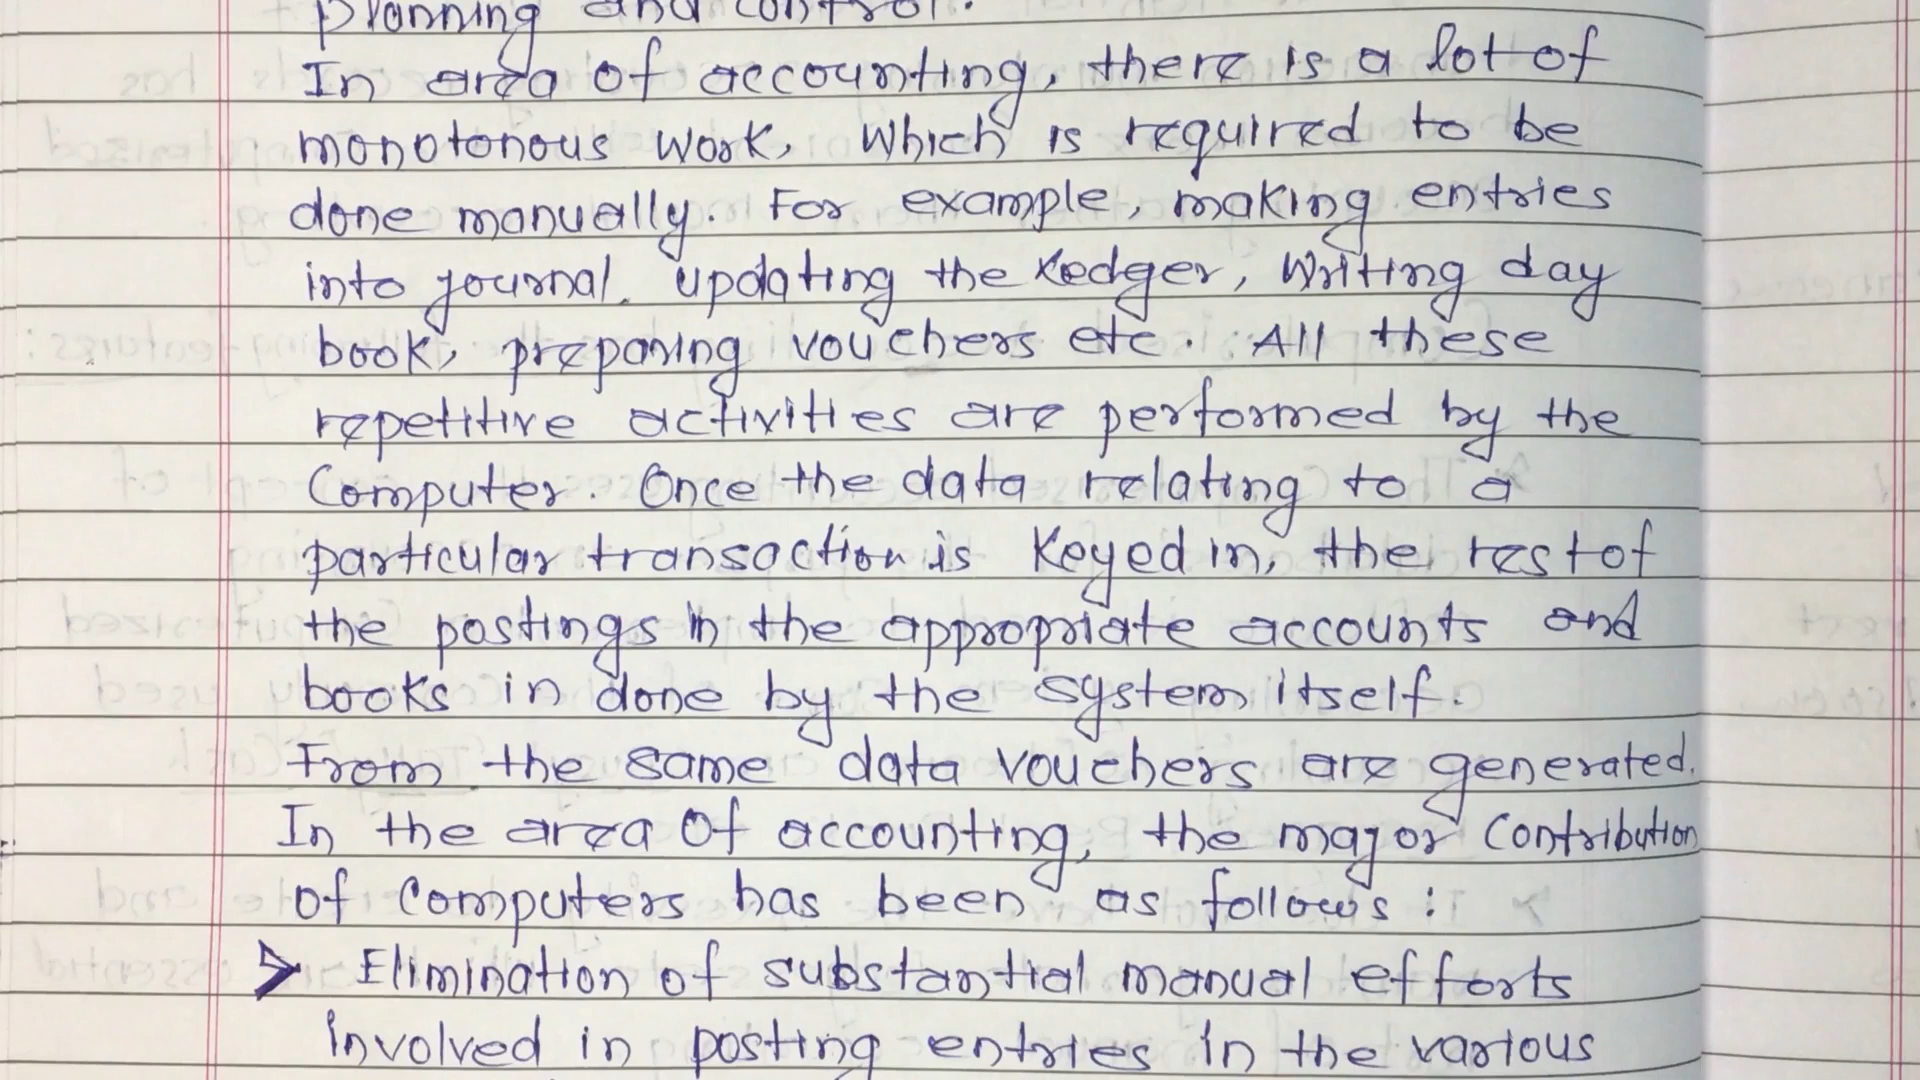 planning and control.
In area of accounting, there is a lot of
monotonous work, which is required to be
done manually. For example, making entries
into journal, updating the Ledger, Writing day
book, preparing vouchers etc. All these
repetitive activities are performed by the
Computer. Once the data relating to a
particular transaction is Keyed in, the rest of
the postings in the appropriate accounts and
books in done by the system itself.
From the same data vouchers are generated.
In the area Of accounting, the major Contribution
of Computers has been as follows :
> Elimination of substantial manual efforts
involved in posting entries in the various